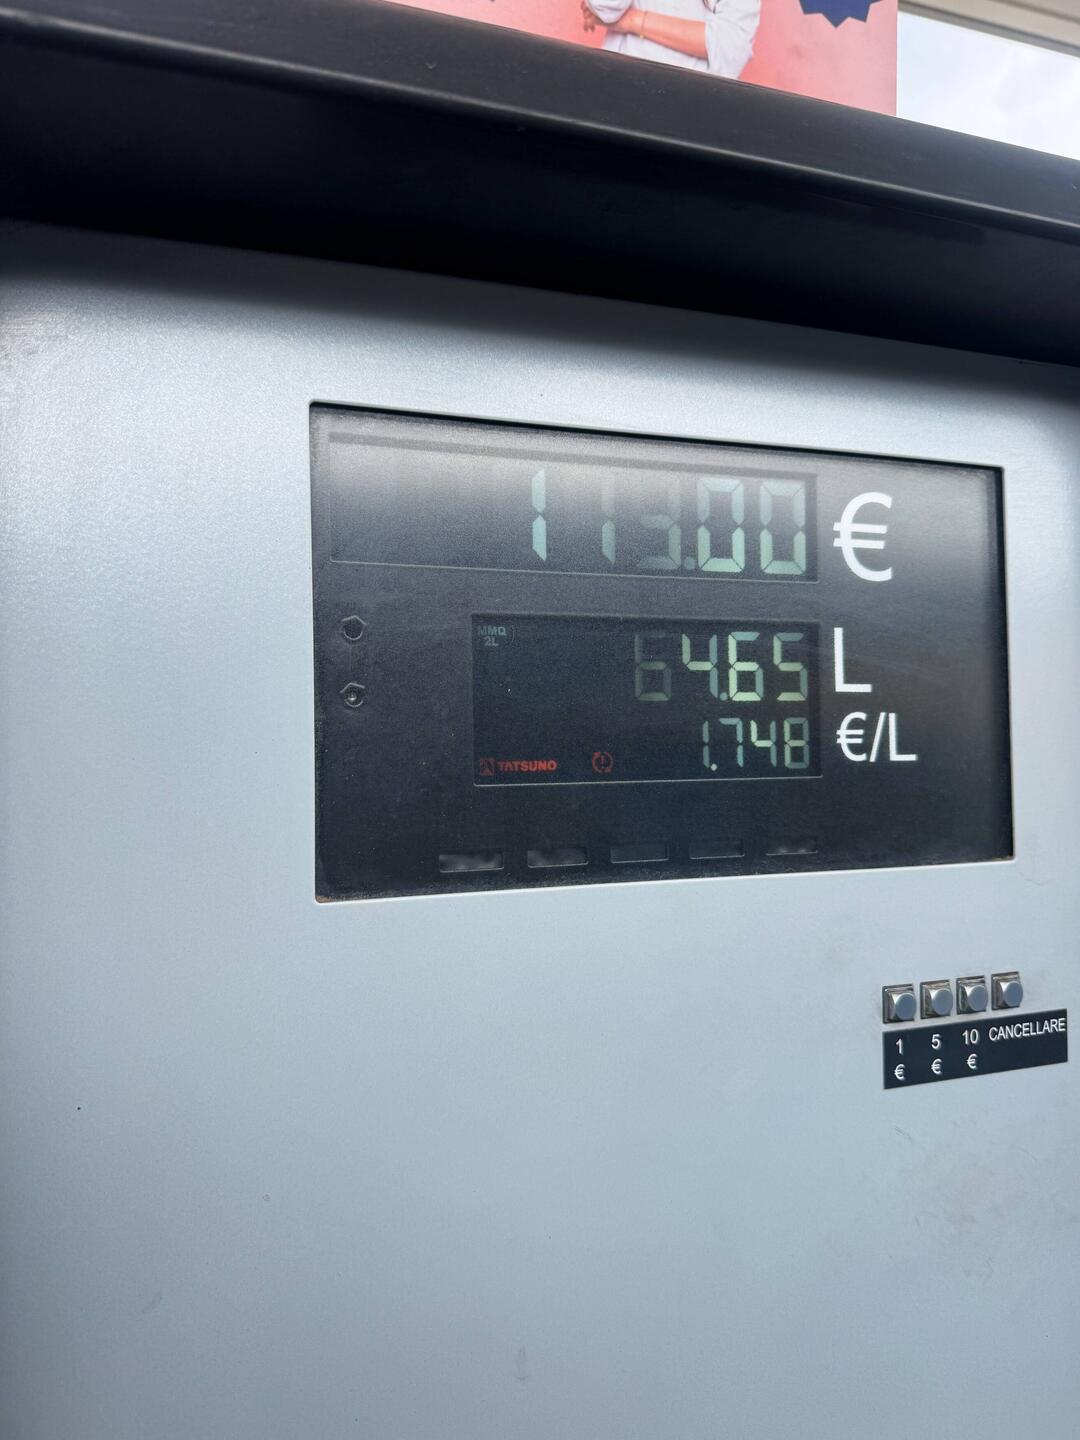 113.00 €
MMQ
2L
64.65 L
1.748 €/L
TATSUNO
1 5 10 CANCELLARE
€ € €